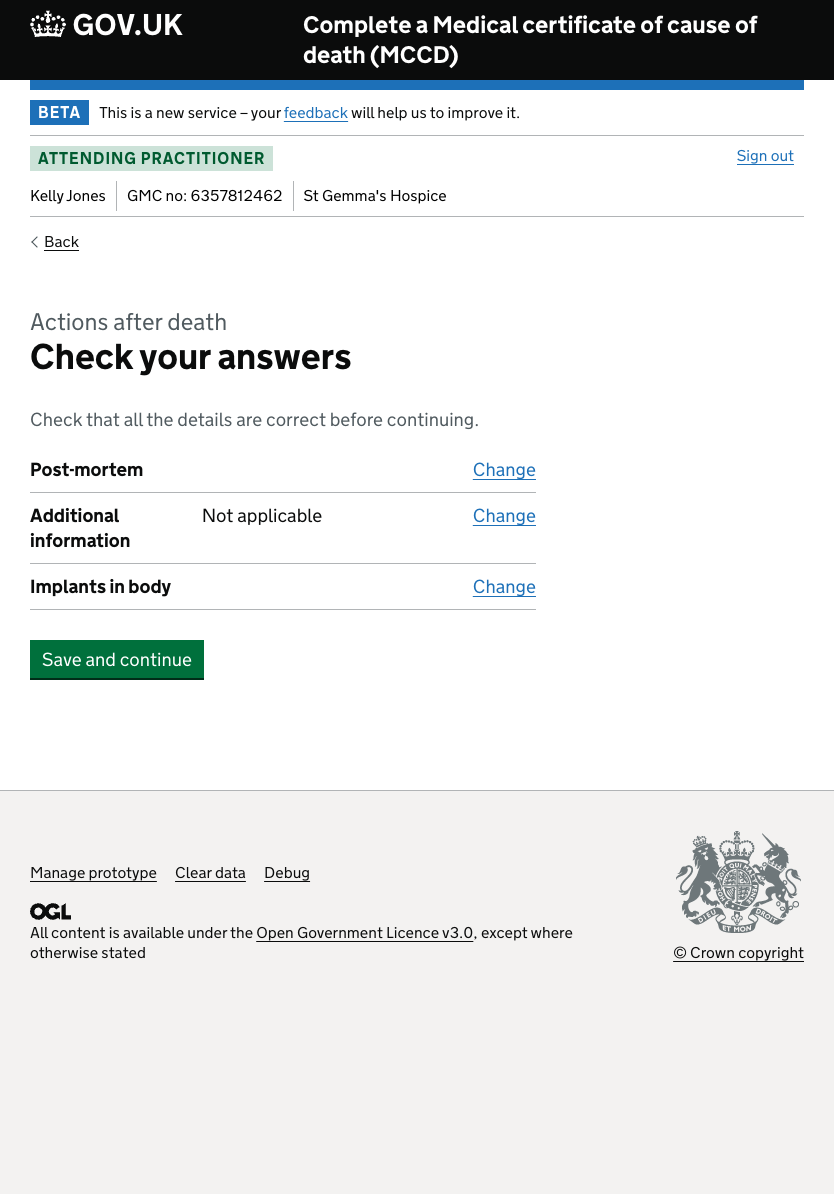 GOV.UK
Complete a Medical certificate of cause of
death (MCCD)
BETA This is a new service – your feedback will help us to improve it.
ATTENDING PRACTITIONER
Sign out
Kelly Jones GMC no: 6357812462 St Gemma's Hospice
Back
Actions after death
Check your answers
Check that all the details are correct before continuing.
Post-mortem Change
Additional Not applicable Change
information
Implants in body Change
Save and continue
Manage prototype Clear data Debug
OGL
All content is available under the Open Government Licence v3.0, except where
otherwise stated
DIEU ET MON DROIT
© Crown copyright